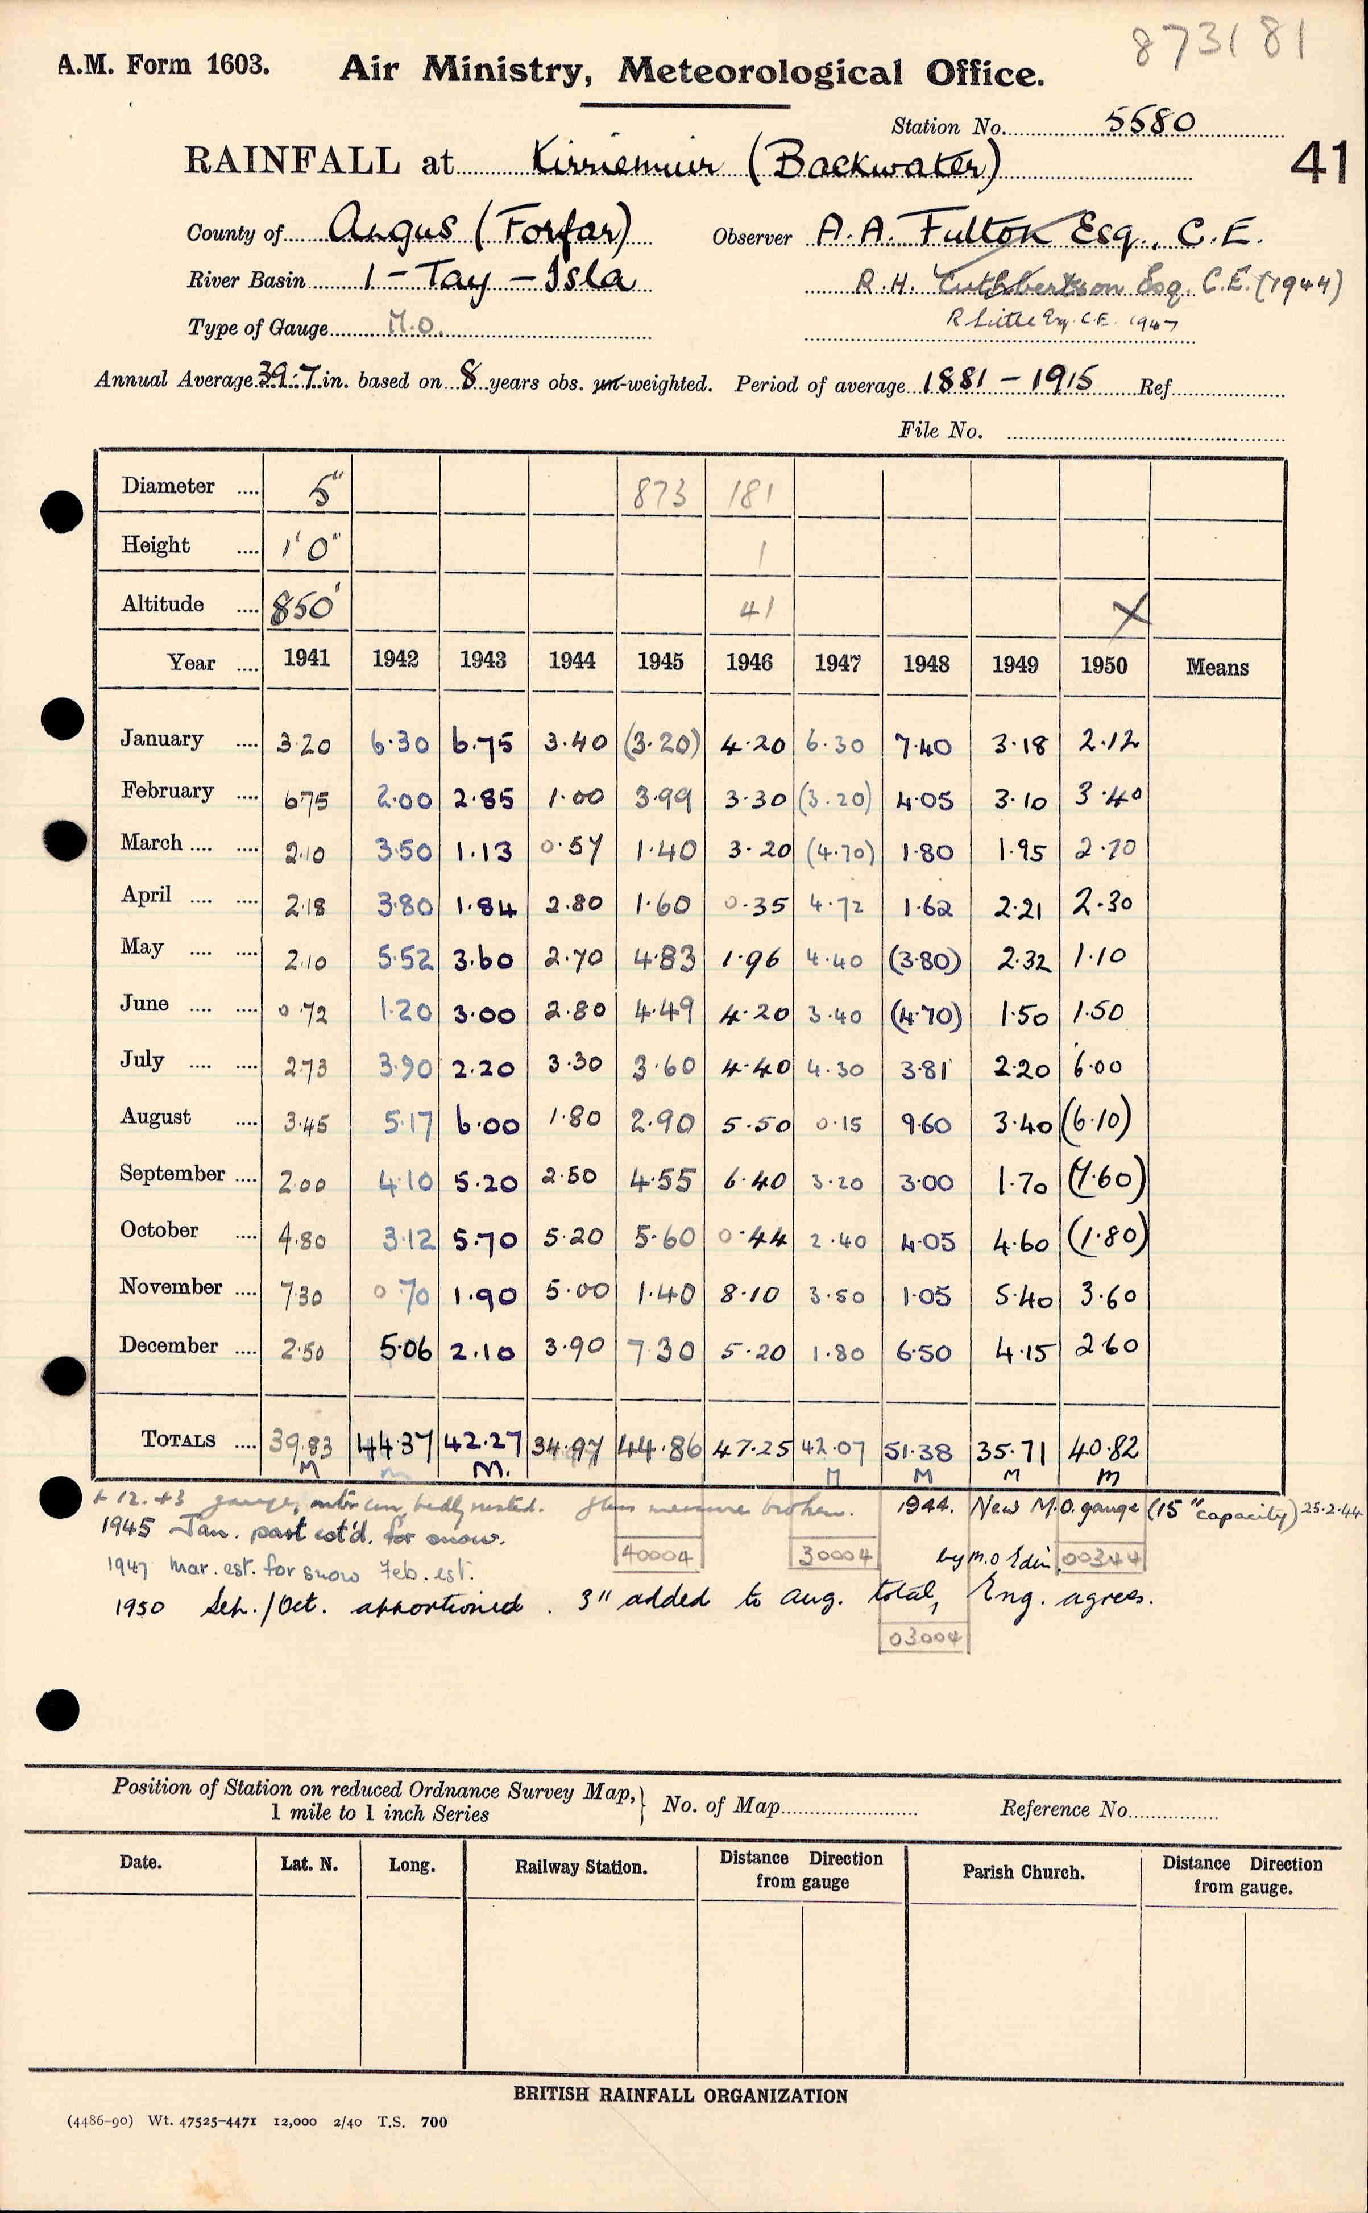 873181
A.M. Form 1603. Air Ministry, Meteorological Office.
Station No. 5580
RAINFALL at Kirriemuir (Backwater) 41
County of Angus (Forfar) Observer A.A. Fulton Esq., C.E.
River Basin 1 - Tay - Isla R.H. Cuthbertson Esq. C.E. (1944)
Type of Gauge M.O. R Little Esq. C.E. 1947
Annual Average 39.7 in. based on 8 years obs. un-weighted. Period of average 1881 - 1915 Ref.
File No.
Diameter .... 5" 873 181
Height .... 1' 0" 1
Altitude .... 850' 41 X
Year .... 1941 1942 1943 1944 1945 1946 1947 1948 1949 1950 Means
January .... 3.20 6.30 6.75 3.40 (3.20) 4.20 6.30 7.40 3.18 2.12
February .... 6.75 2.00 2.85 1.00 3.99 3.30 (3.20) 4.05 3.10 3.40
March .... .... 2.10 3.50 1.13 0.57 1.40 3.20 (4.70) 1.80 1.95 2.70
April .... .... 2.18 3.80 1.84 2.80 1.60 0.35 4.72 1.62 2.21 2.30
May .... .... 2.10 5.52 3.60 2.70 4.83 1.96 4.40 (3.80) 2.32 1.10
June .... .... 0.72 1.20 3.00 2.80 4.49 4.20 3.40 (4.70) 1.50 1.50
July .... .... 2.73 3.90 2.20 3.30 3.60 4.40 4.30 3.81 2.20 6.00
August .... 3.45 5.17 6.00 1.80 2.90 5.50 0.15 9.60 3.40 (6.10)
September .... 2.00 4.10 5.20 2.50 4.55 6.40 3.20 3.00 1.70 (7.60)
October .... 4.80 3.12 5.70 5.20 5.60 0.44 2.40 4.05 4.60 (1.80)
November .... 7.30 0.70 1.90 5.00 1.40 8.10 3.50 1.05 5.40 3.60
December .... 2.50 5.06 2.10 3.90 7.30 5.20 1.80 6.50 4.15 2.60
TOTALS .... 39.83 44.37 42.27 34.97 44.86 47.25 42.07 51.38 35.71 40.82
M m M. M M M m
12.43 gauge, badly rusted. Glass measure broken. 1944. New M.O. gauge (15" capacity) 25.2.44
1945 Jan. part est'd. for snow. 40004 30004 by M.O Edin. 00344
1947 Mar. est. for snow Feb. est.
1950 Sep./Oct. apportioned. 3" added to Aug. total, Eng. agrees.
03004
Position of Station on reduced Ordnance Survey Map, 1 mile to 1 inch Series } No. of Map Reference No.
Date. Lat. N. Long. Railway Station. Distance Direction from gauge Parish Church. Distance Direction from gauge.
BRITISH RAINFALL ORGANIZATION
(4486-90) Wt. 47525-4471 12,000 2/40 T.S. 700